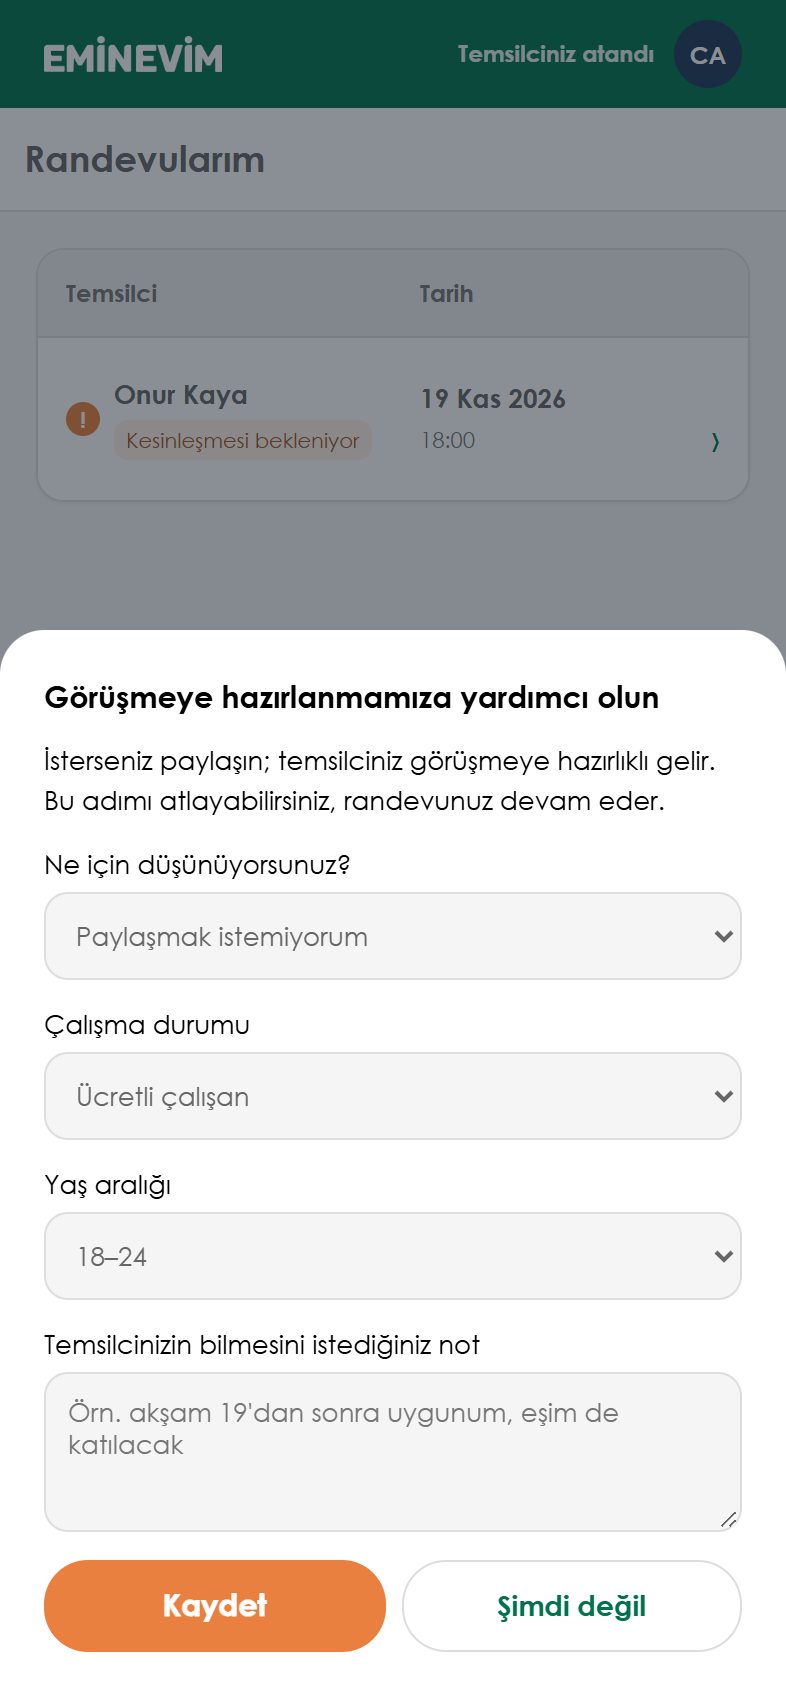 EMİNEVİM
Temsilciniz atandı
CA
Randevularım
Temsilci
Tarih
!
Onur Kaya
19 Kas 2026
Kesinleşmesi bekleniyor
18:00
Görüşmeye hazırlanmamıza yardımcı olun
İsterseniz paylaşın; temsilciniz görüşmeye hazırlıklı gelir.
Bu adımı atlayabilirsiniz, randevunuz devam eder.
Ne için düşünüyorsunuz?
Paylaşmak istemiyorum
Çalışma durumu
Ücretli çalışan
Yaş aralığı
18–24
Temsilcinizin bilmesini istediğiniz not
Örn. akşam 19'dan sonra uygunum, eşim de
katılacak
Kaydet
Şimdi değil